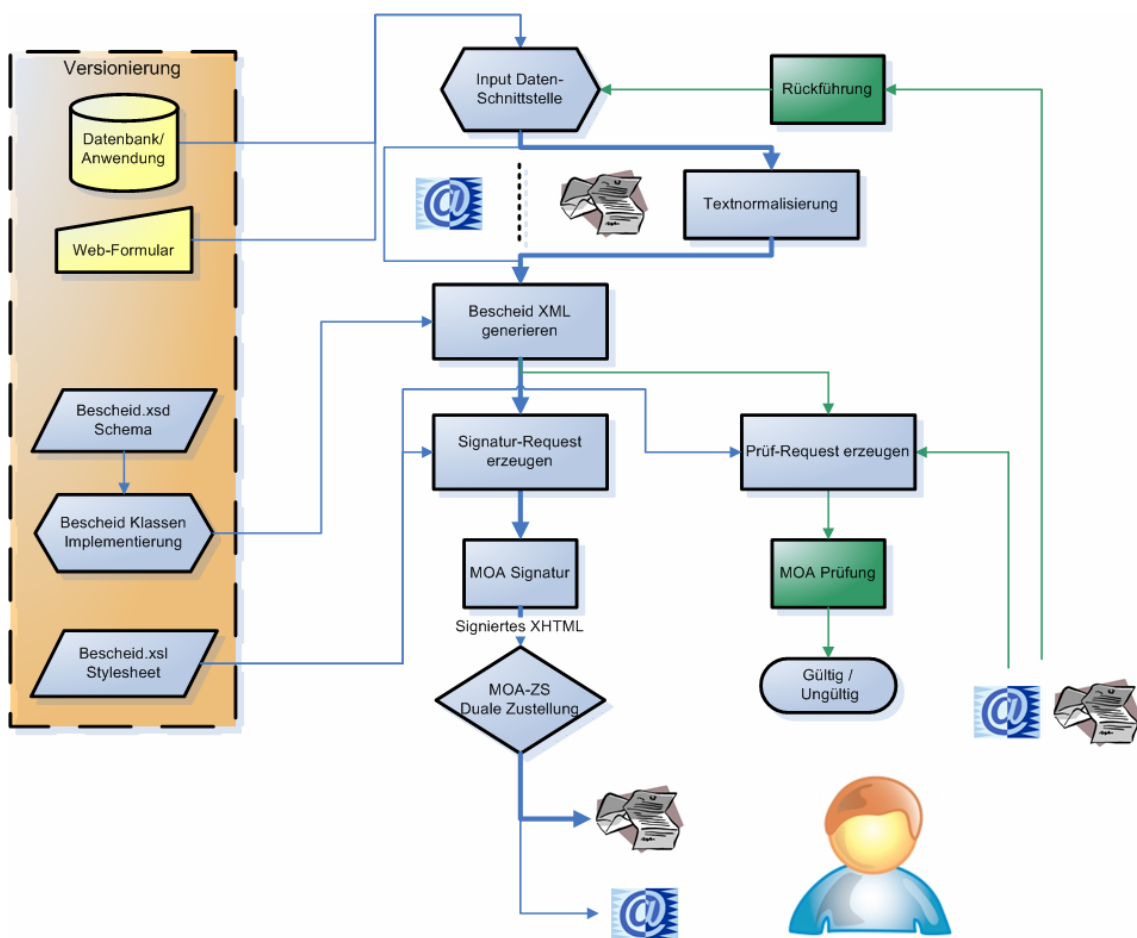 Versionierung
Datenbank/
Anwendung
Web-Formular
Bescheid.xsd
Schema
Bescheid Klassen
Implementierung
Bescheid.xsl
Stylesheet
Input Daten-
Schnittstelle
Rückführung
Textnormalisierung
Bescheid XML
generieren
Signatur-Request
erzeugen
Prüf-Request erzeugen
MOA Signatur
MOA Prüfung
Signiertes XHTML
MOA-ZS
Duale Zustellung
Gültig /
Ungültig
@
@
@